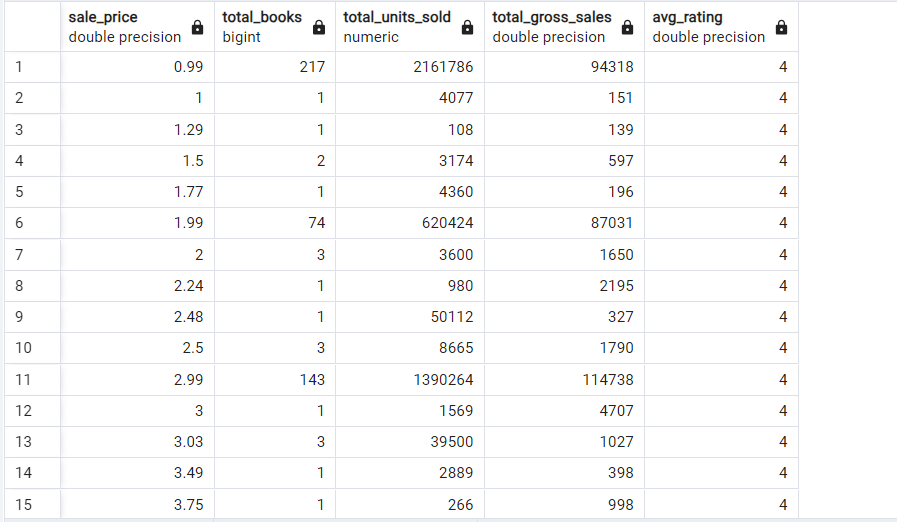 sale_price total_books total_units_sold total_gross_sales avg_rating
double precision bigint numeric double precision double precision
1 0.99 217 2161786 94318 4
2 1 1 4077 151 4
3 1.29 1 108 139 4
4 1.5 2 3174 597 4
5 1.77 1 4360 196 4
6 1.99 74 620424 87031 4
7 2 3 3600 1650 4
8 2.24 1 980 2195 4
9 2.48 1 50112 327 4
10 2.5 3 8665 1790 4
11 2.99 143 1390264 114738 4
12 3 1 1569 4707 4
13 3.03 3 39500 1027 4
14 3.49 1 2889 398 4
15 3.75 1 266 998 4